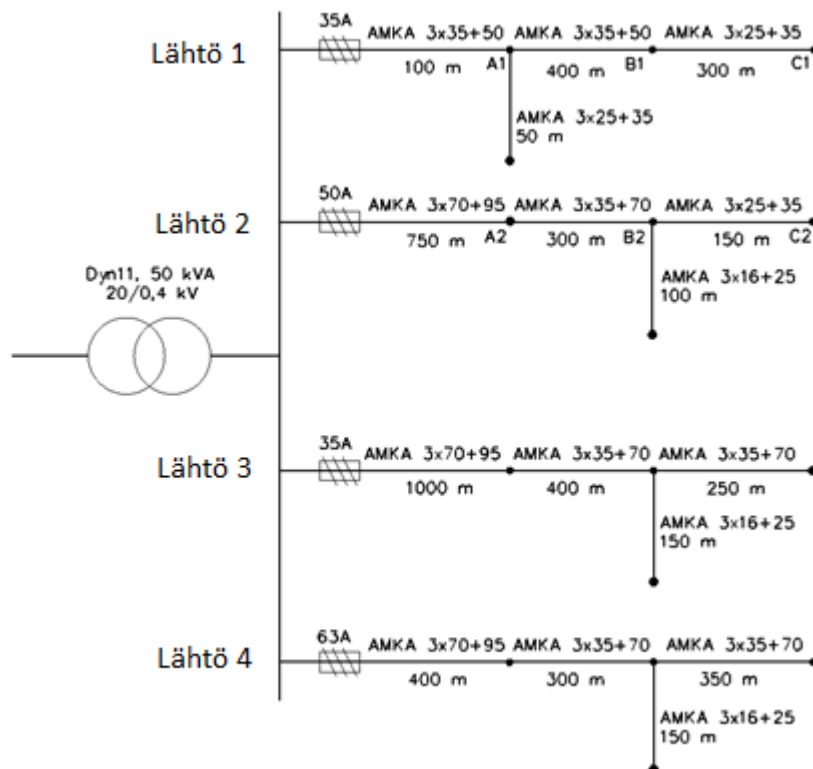 35A AMKA 3x35+50 AMKA 3x35+50 AMKA 3x25+35
Lähtö 1
100 m A1 400 m B1 300 m C1
AMKA 3x25+35
50 m
50A AMKA 3x70+95 AMKA 3x35+70 AMKA 3x25+35
Lähtö 2
750 m A2 300 m B2 150 m C2
Dyn11, 50 kVA
20/0,4 kV
AMKA 3x16+25
100 m
35A AMKA 3x70+95 AMKA 3x35+70 AMKA 3x35+70
Lähtö 3
1000 m 400 m 250 m
AMKA 3x16+25
150 m
63A AMKA 3x70+95 AMKA 3x35+70 AMKA 3x35+70
Lähtö 4
400 m 300 m 350 m
AMKA 3x16+25
150 m